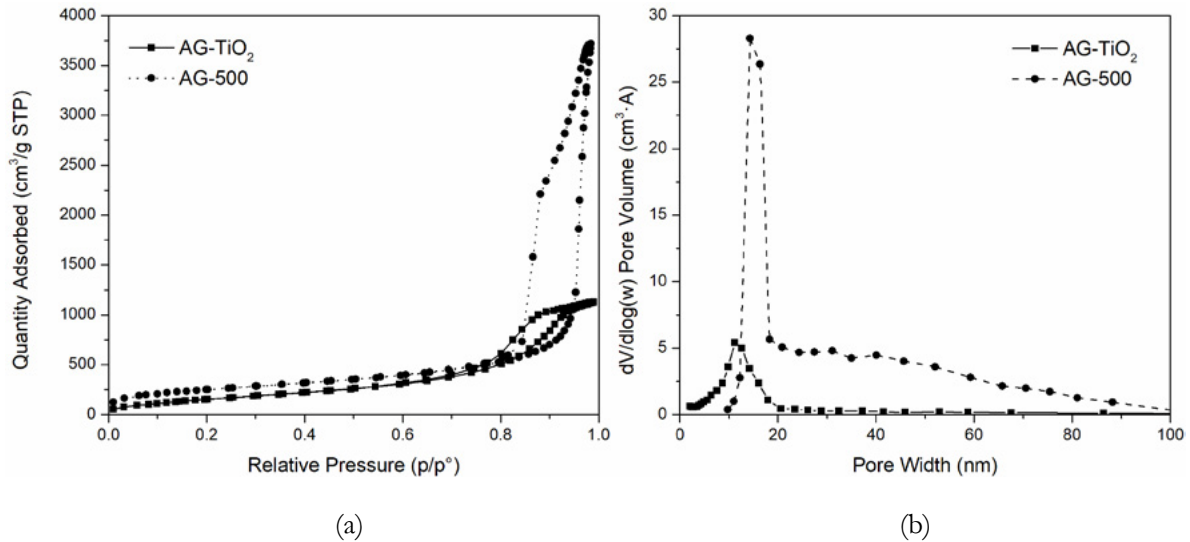 4000
3500
3000
2500
2000
1500
1000
500
0
Quantity Adsorbed (cm³/g STP)
AG-TiO₂
AG-500
0.0 0.2 0.4 0.6 0.8 1.0
Relative Pressure (p/p°)
(a)
30
25
20
15
10
5
0
dV/dlog(w) Pore Volume (cm³·A)
AG-TiO₂
AG-500
0 20 40 60 80 100
Pore Width (nm)
(b)